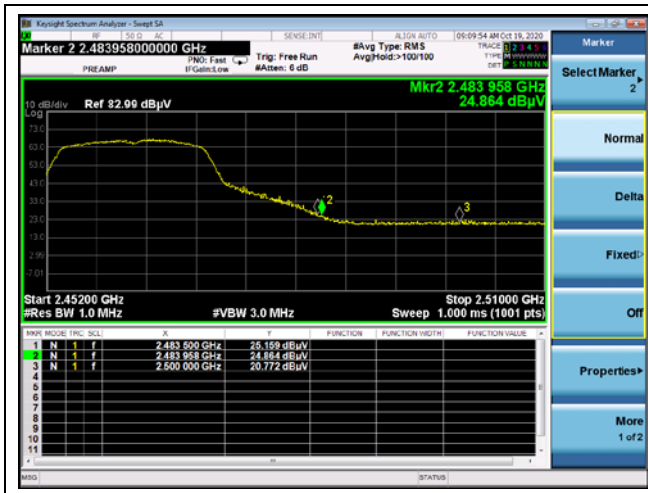 Keysight Spectrum Analyzer - Swept SA
RF 50 Ω AC SENSE:INT ALIGN AUTO 09:09:54 AM Oct 19, 2020
Marker 2 2.483958000000 GHz
PREAMP
PNO: Fast
IFGain:Low
Trig: Free Run
#Atten: 6 dB
#Avg Type: RMS
Avg|Hold:>100/100
TRACE 1 2 3 4 5 6
TYPE M
DET P S N N N N
Mkr2 2.483 958 GHz
24.864 dBµV
10 dB/div Ref 82.99 dBµV
Log
73.0
63.0
53.0
43.0
33.0
23.0
13.0
2.99
-7.01
2
3
Start 2.45200 GHz Stop 2.51000 GHz
#Res BW 1.0 MHz #VBW 3.0 MHz Sweep 1.000 ms (1001 pts)
MKR MODE TRC SCL X Y FUNCTION FUNCTION WIDTH FUNCTION VALUE
1 N 1 f 2.483 500 GHz 25.159 dBµV
2 N 1 f 2.483 958 GHz 24.864 dBµV
3 N 1 f 2.500 000 GHz 20.772 dBµV
4
5
6
7
8
9
10
11
MSG STATUS
Marker
Select Marker
2
Normal
Delta
Fixed
Off
Properties
More
1 of 2